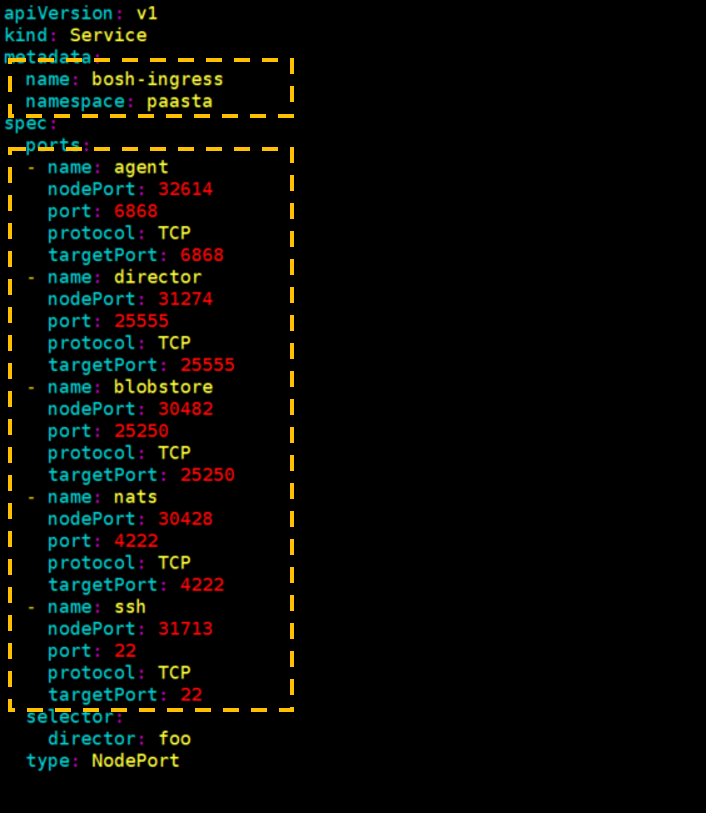 apiVersion: v1
kind: Service
metadata:
  name: bosh-ingress
  namespace: paasta
spec:
  ports:
  - name: agent
    nodePort: 32614
    port: 6868
    protocol: TCP
    targetPort: 6868
  - name: director
    nodePort: 31274
    port: 25555
    protocol: TCP
    targetPort: 25555
  - name: blobstore
    nodePort: 30482
    port: 25250
    protocol: TCP
    targetPort: 25250
  - name: nats
    nodePort: 30428
    port: 4222
    protocol: TCP
    targetPort: 4222
  - name: ssh
    nodePort: 31713
    port: 22
    protocol: TCP
    targetPort: 22
  selector:
    director: foo
  type: NodePort